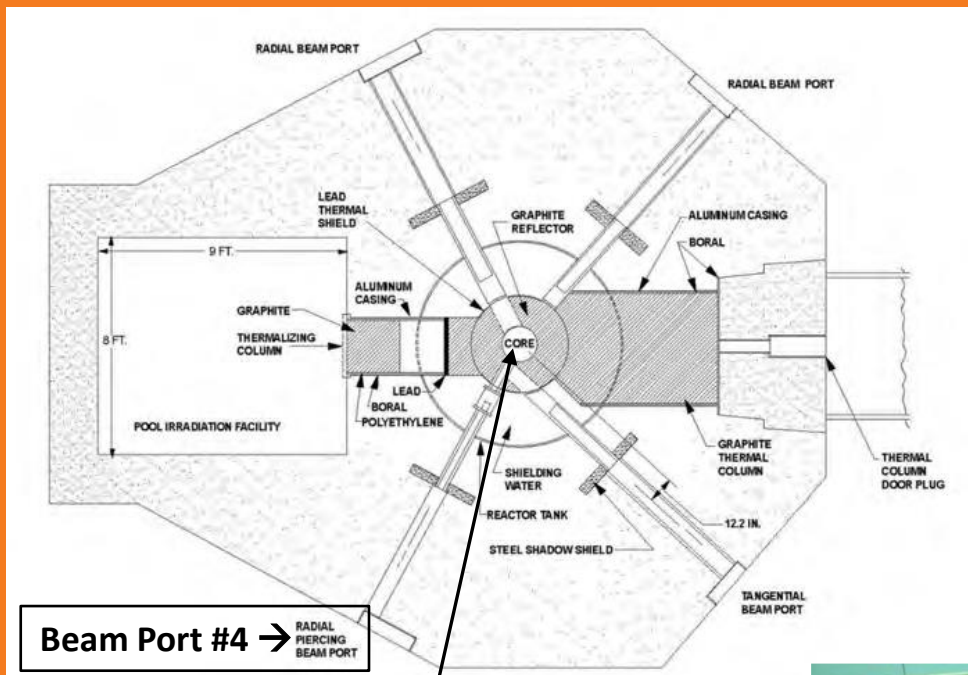 RADIAL BEAM PORT
RADIAL BEAM PORT
LEAD
THERMAL
SHIELD
GRAPHITE
REFLECTOR
ALUMINUM CASING
BORAL
9 FT.
ALUMINUM
CASING
GRAPHITE
THERMALIZING
COLUMN
8 FT.
CORE
LEAD
BORAL
POLYETHYLENE
POOL IRRADIATION FACILITY
SHIELDING
WATER
GRAPHITE
THERMAL
COLUMN
THERMAL
COLUMN
DOOR PLUG
REACTOR TANK
12.2 IN.
STEEL SHADOW SHIELD
TANGENTIAL
BEAM PORT
Beam Port #4 →
RADIAL
PIERCING
BEAM PORT